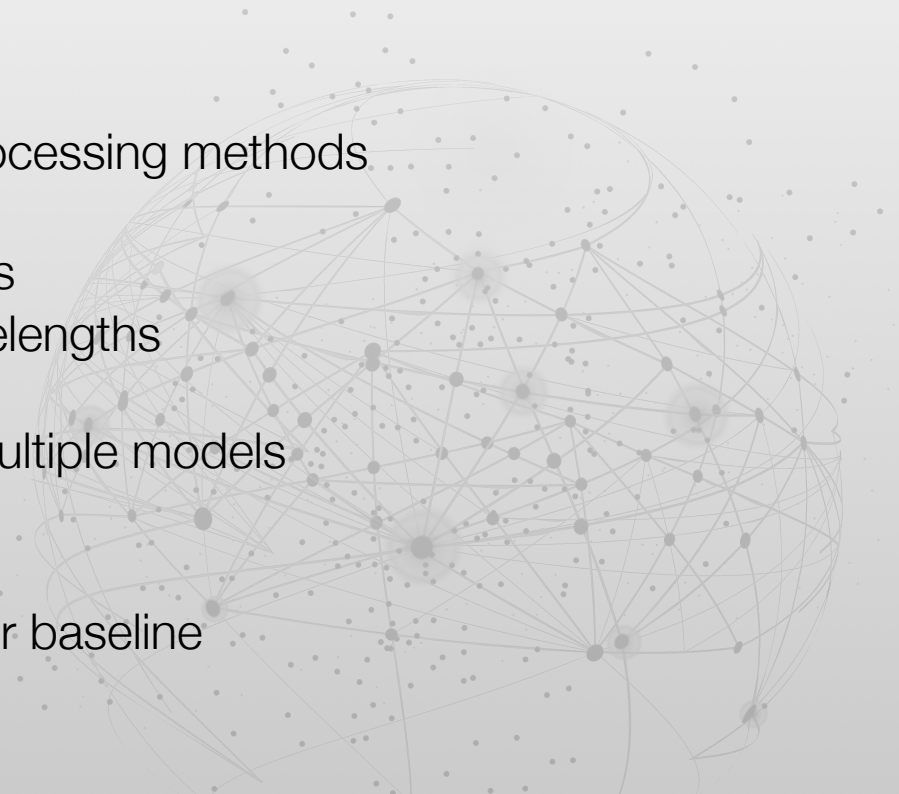 ocessing methods
s
elengths
ultiple models
r baseline